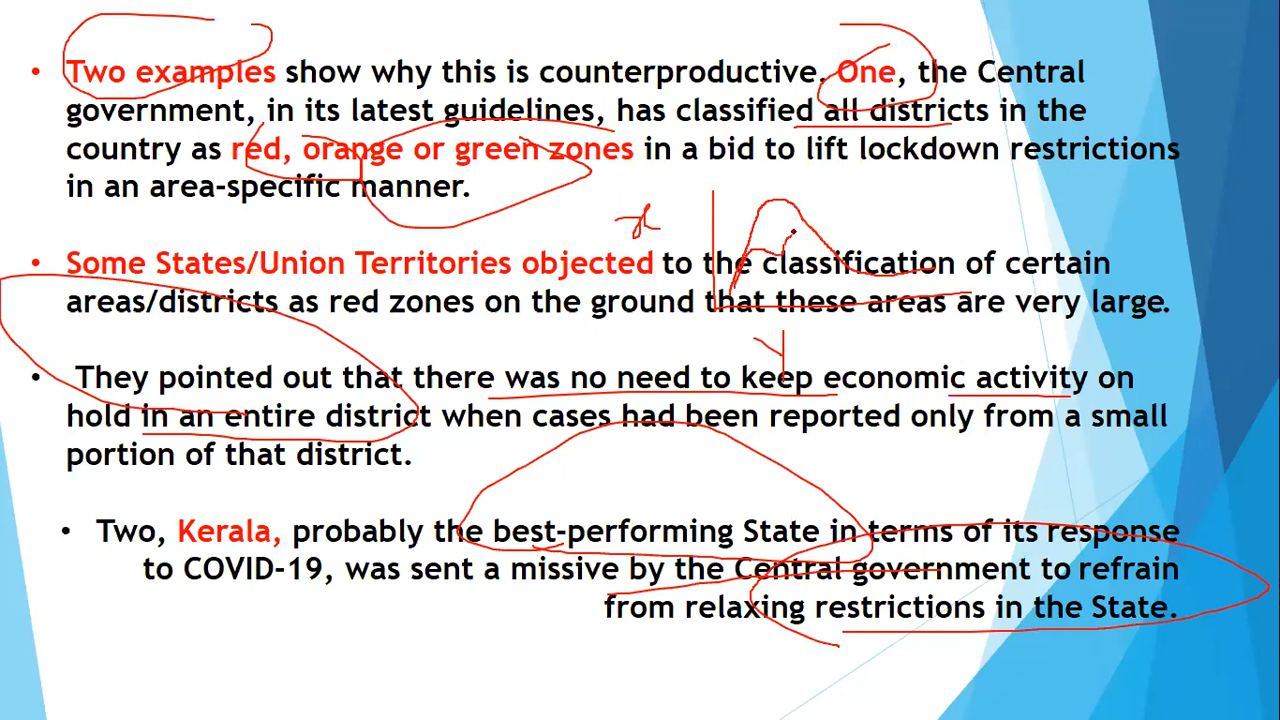 • Two examples show why this is counterproductive. One, the Central
government, in its latest guidelines, has classified all districts in the
country as red, orange or green zones in a bid to lift lockdown restrictions
in an area-specific manner.
x
• Some States/Union Territories objected to the classification of certain
areas/districts as red zones on the ground that these areas are very large.
y
• They pointed out that there was no need to keep economic activity on
hold in an entire district when cases had been reported only from a small
portion of that district.
• Two, Kerala, probably the best-performing State in terms of its response
to COVID-19, was sent a missive by the Central government to refrain
from relaxing restrictions in the State.